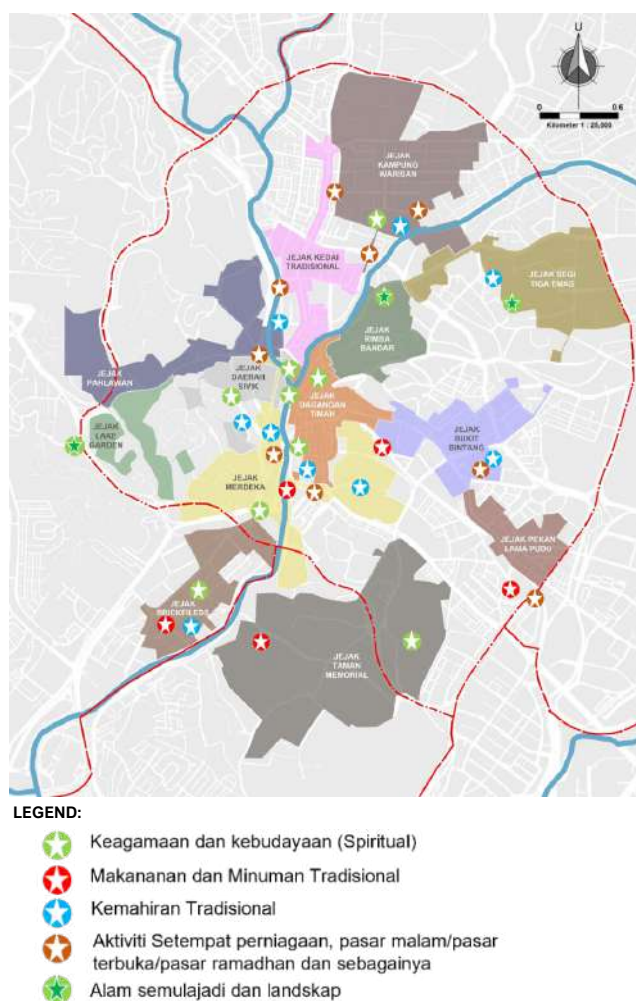 U
0 0.6
Kilometer 1 : 25,000
JEJAK
KAMPUNG
WARISAN
JEJAK KEDAI
TRADISIONAL
JEJAK SEGI
TIGA EMAS
JEJAK
RIMBA
BANDAR
JEJAK
PAHLAWAN
JEJAK
DAERAH
SIVIK
JEJAK
DAGANGAN
TIMAH
JEJAK
LAKE
GARDEN
JEJAK
BUKIT
BINTANG
JEJAK
MERDEKA
JEJAK PEKAN
LAMA PUDU
JEJAK
BRICKFILEDS
JEJAK
TAMAN
MEMORIAL
LEGEND:
Keagamaan dan kebudayaan (Spiritual)
Makananan dan Minuman Tradisional
Kemahiran Tradisional
Aktiviti Setempat perniagaan, pasar malam/pasar
terbuka/pasar ramadhan dan sebagainya
Alam semulajadi dan landskap